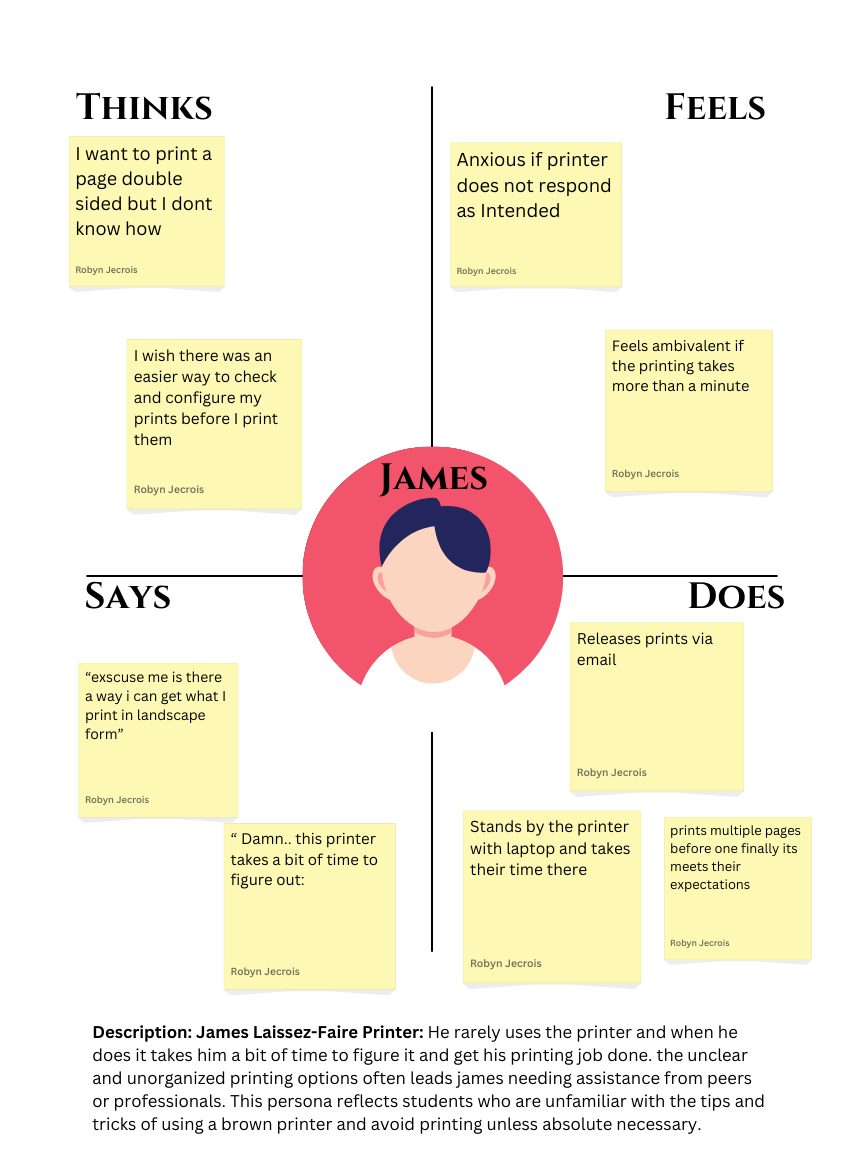 Thinks
I want to print a
page double
sided but I dont
know how
Robyn Jecrois
I wish there was an
easier way to check
and configure my
prints before I print
them
Robyn Jecrois
Feels
Anxious if printer
does not respond
as Intended
Robyn Jecrois
Feels ambivalent if
the printing takes
more than a minute
Robyn Jecrois
James
Says
“exscuse me is there
a way i can get what I
print in landscape
form”
Robyn Jecrois
“ Damn.. this printer
takes a bit of time to
figure out:
Robyn Jecrois
Does
Releases prints via
email
Robyn Jecrois
Stands by the printer
with laptop and takes
their time there
Robyn Jecrois
prints multiple pages
before one finally its
meets their
expectations
Robyn Jecrois
Description: James Laissez-Faire Printer: He rarely uses the printer and when he
does it takes him a bit of time to figure it and get his printing job done. the unclear
and unorganized printing options often leads james needing assistance from peers
or professionals. This persona reflects students who are unfamiliar with the tips and
tricks of using a brown printer and avoid printing unless absolute necessary.